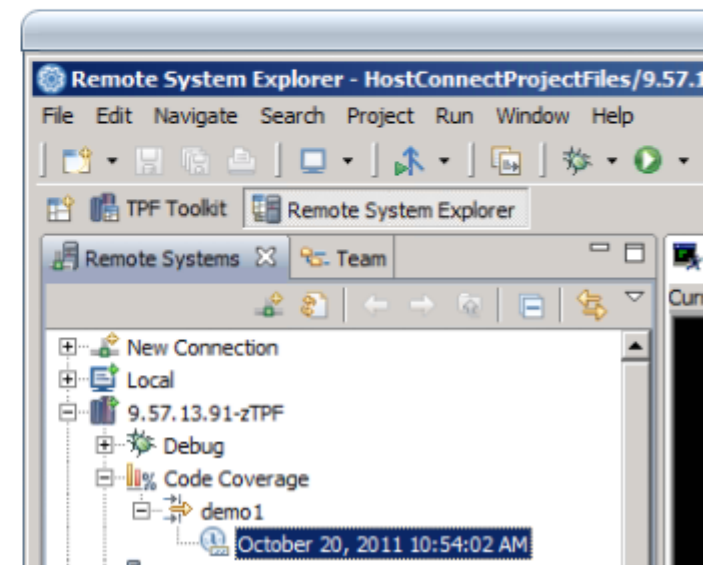 Remote System Explorer - HostConnectProjectFiles/9.57.1
File Edit Navigate Search Project Run Window Help
TPF Toolkit Remote System Explorer
Remote Systems Team
Curr
New Connection
Local
9.57.13.91-zTPF
Debug
Code Coverage
demo1
October 20, 2011 10:54:02 AM